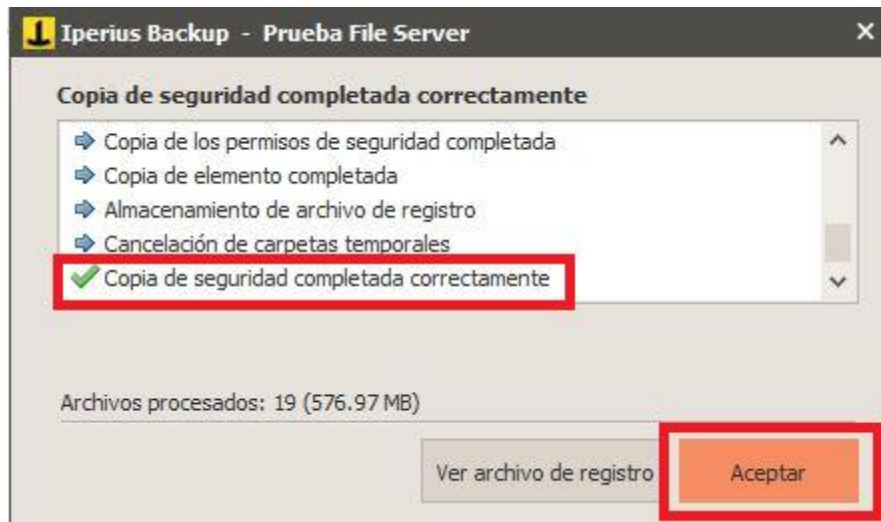 Iperius Backup - Prueba File Server
Copia de seguridad completada correctamente
Copia de los permisos de seguridad completada
Copia de elemento completada
Almacenamiento de archivo de registro
Cancelación de carpetas temporales
Copia de seguridad completada correctamente
Archivos procesados: 19 (576.97 MB)
Ver archivo de registro
Aceptar